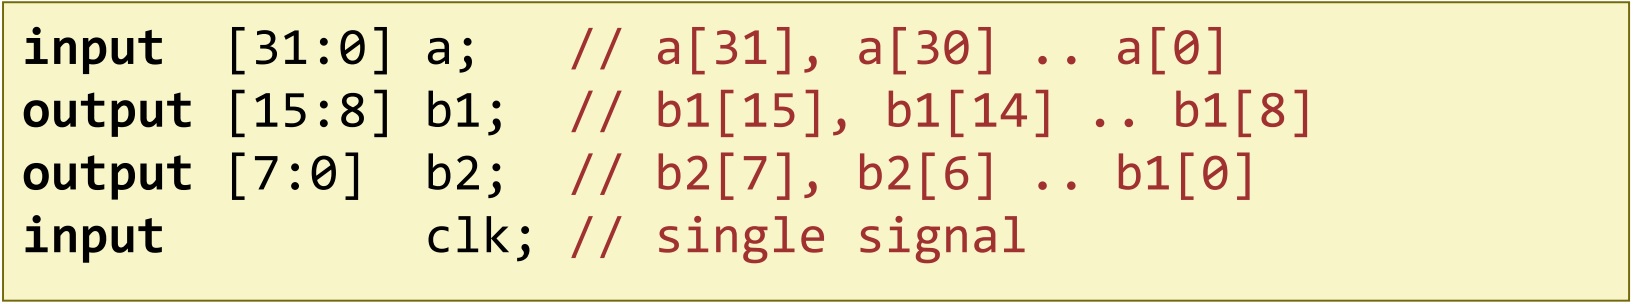 input  [31:0] a;   // a[31], a[30] .. a[0]
output [15:8] b1;  // b1[15], b1[14] .. b1[8]
output [7:0]  b2;  // b2[7], b2[6] .. b1[0]
input         clk; // single signal